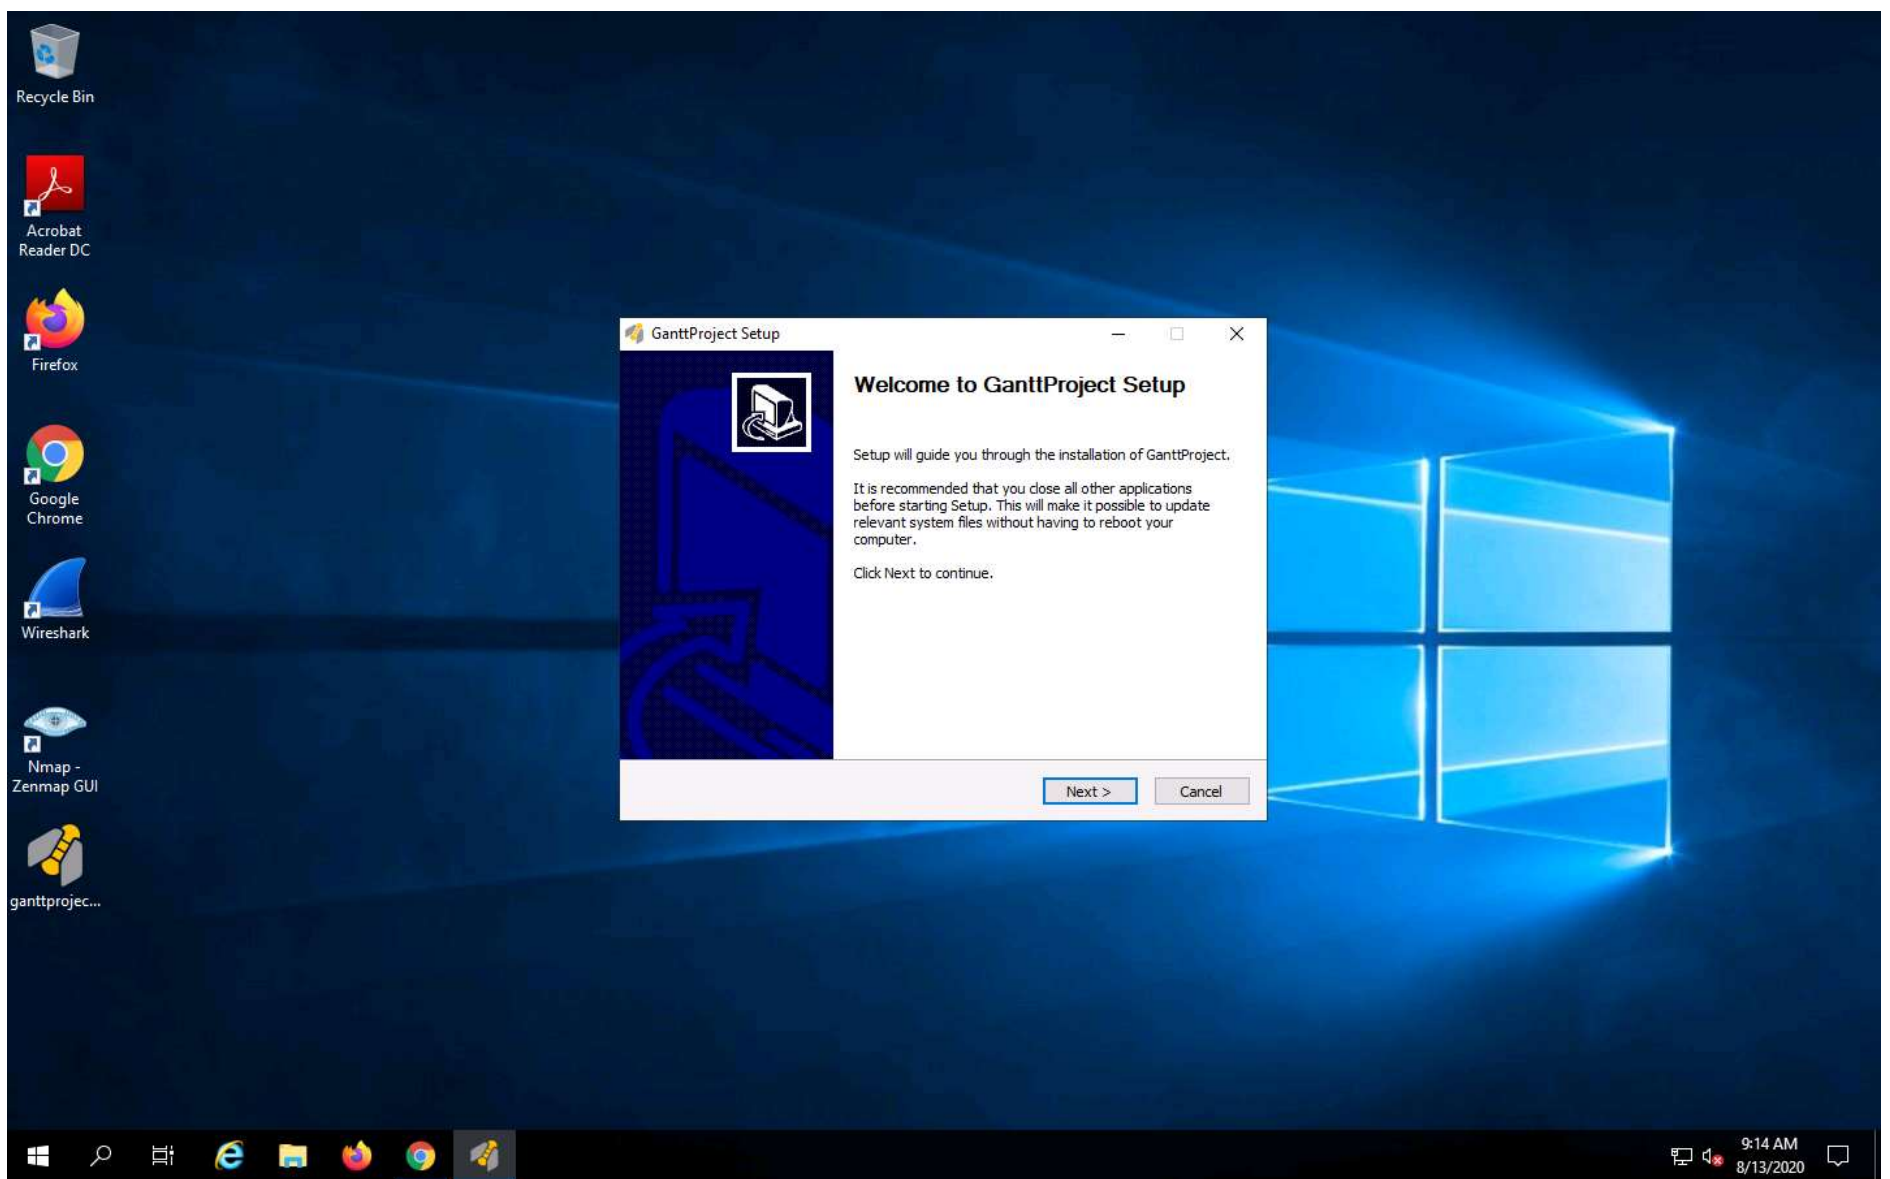 Recycle Bin
Acrobat
Reader DC
Firefox
Google
Chrome
Wireshark
Nmap -
Zenmap GUI
ganttprojec...
GanttProject Setup
Welcome to GanttProject Setup
Setup will guide you through the installation of GanttProject.
It is recommended that you close all other applications
before starting Setup. This will make it possible to update
relevant system files without having to reboot your
computer.
Click Next to continue.
Next >
Cancel
9:14 AM
8/13/2020